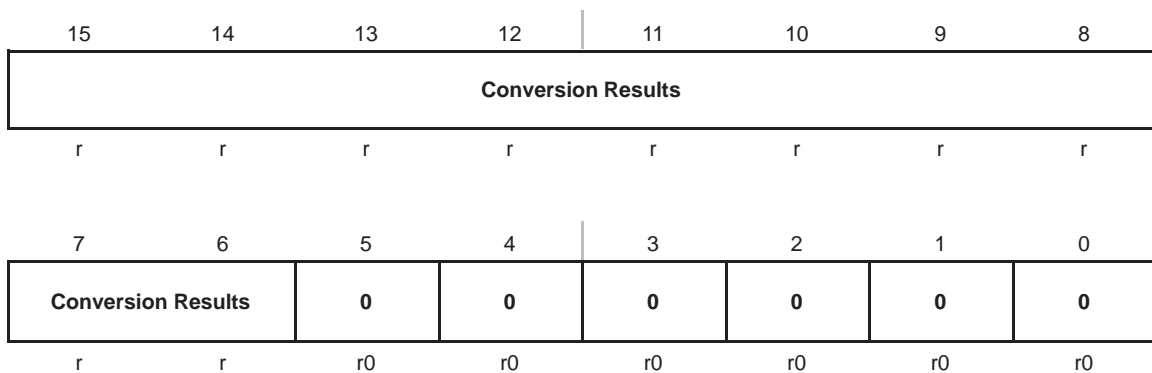 15 14 13 12 11 10 9 8
Conversion Results
r r r r r r r r
7 6 5 4 3 2 1 0
Conversion Results 0 0 0 0 0 0
r r r0 r0 r0 r0 r0 r0